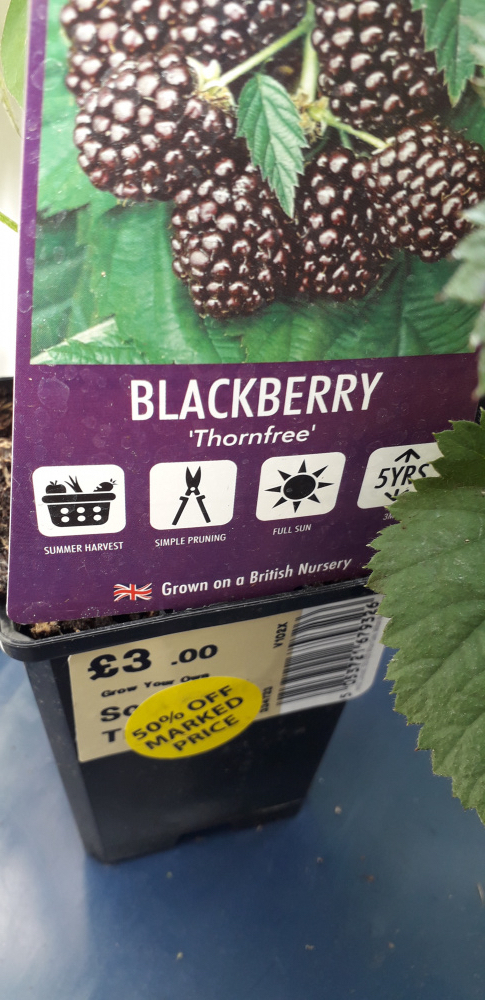 BLACKBERRY
'Thornfree'
SUMMER HARVEST
SIMPLE PRUNING
FULL SUN
5YRS
Grown on a British Nursery
£3.00
Grow Your Own
V102X
50% OFF
MARKED
PRICE